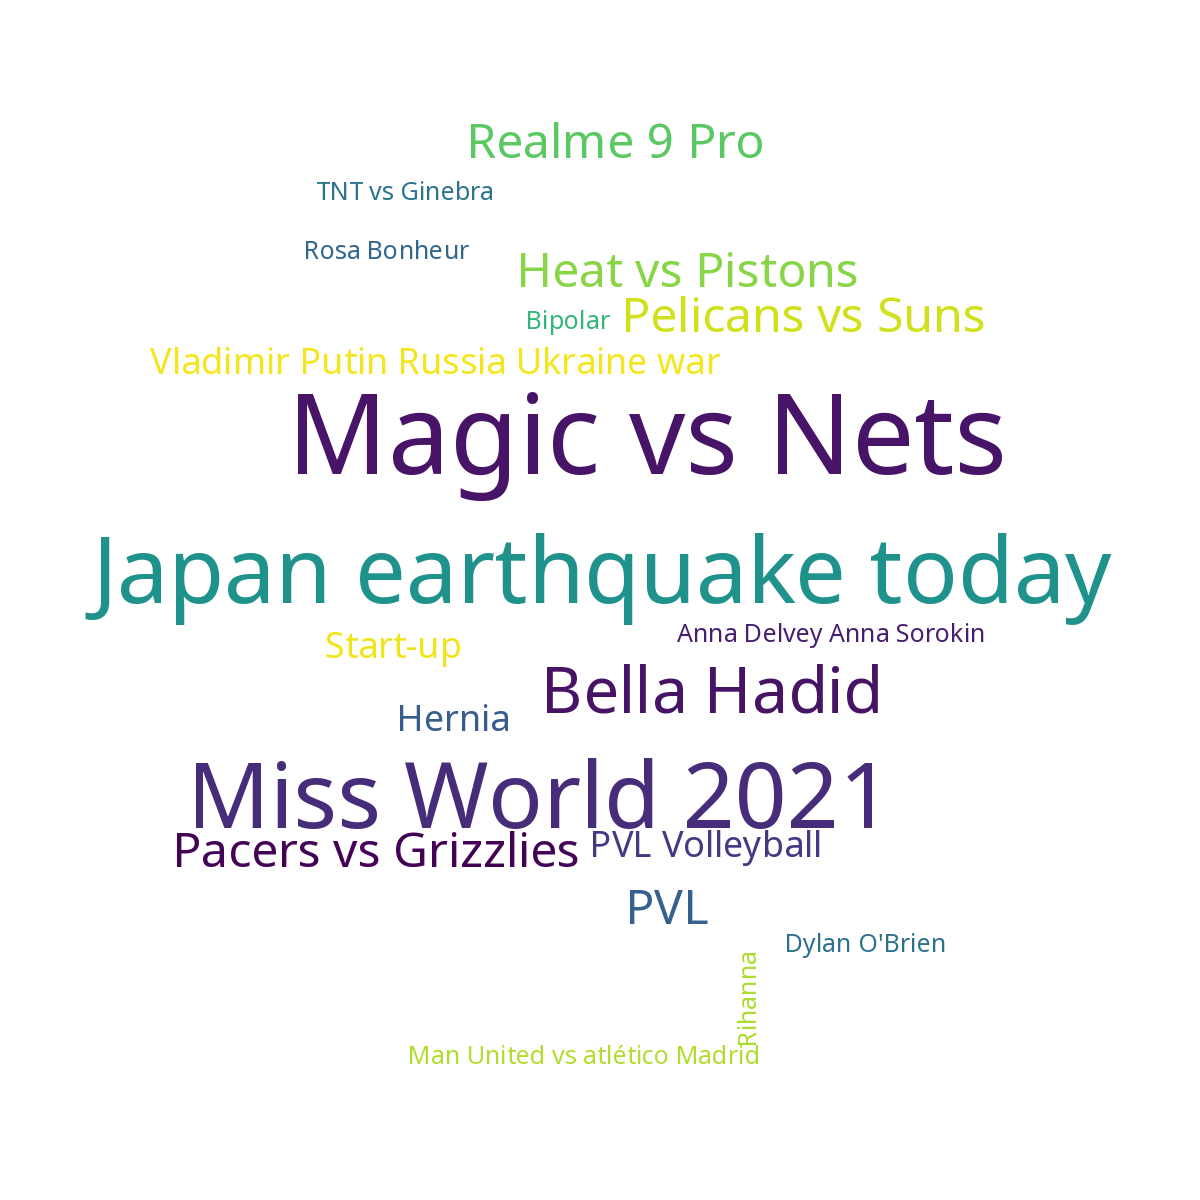 Realme 9 Pro
TNT vs Ginebra
Rosa Bonheur
Heat vs Pistons
Bipolar
Pelicans vs Suns
Vladimir Putin Russia Ukraine war
Magic vs Nets
Japan earthquake today
Anna Delvey Anna Sorokin
Start-up
Bella Hadid
Hernia
Miss World 2021
Pacers vs Grizzlies
PVL Volleyball
PVL
Dylan O'Brien
Rihanna
Man United vs atlético Madrid